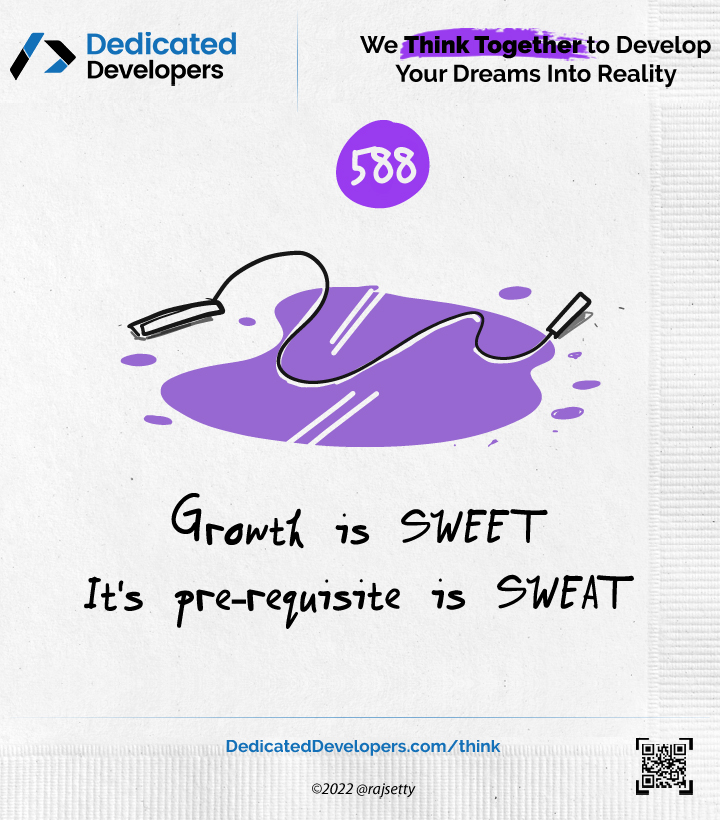 Dedicated
Developers
We Think Together to Develop
Your Dreams Into Reality
588
Growth is SWEET
It's pre-requisite is SWEAT
DedicatedDevelopers.com/think
©2022 @rajsetty